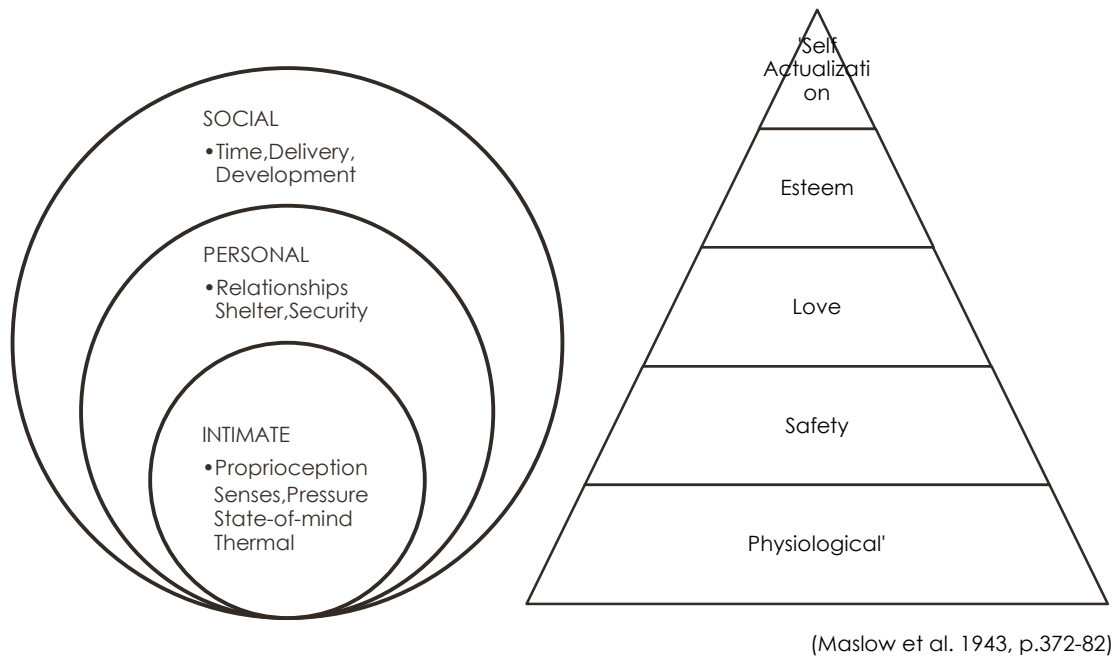 SOCIAL
•Time,Delivery,
Development
PERSONAL
•Relationships
Shelter,Security
INTIMATE
•Proprioception
Senses,Pressure
State-of-mind
Thermal
'Self
Actualizati
on
Esteem
Love
Safety
Physiological'
(Maslow et al. 1943, p.372-82)